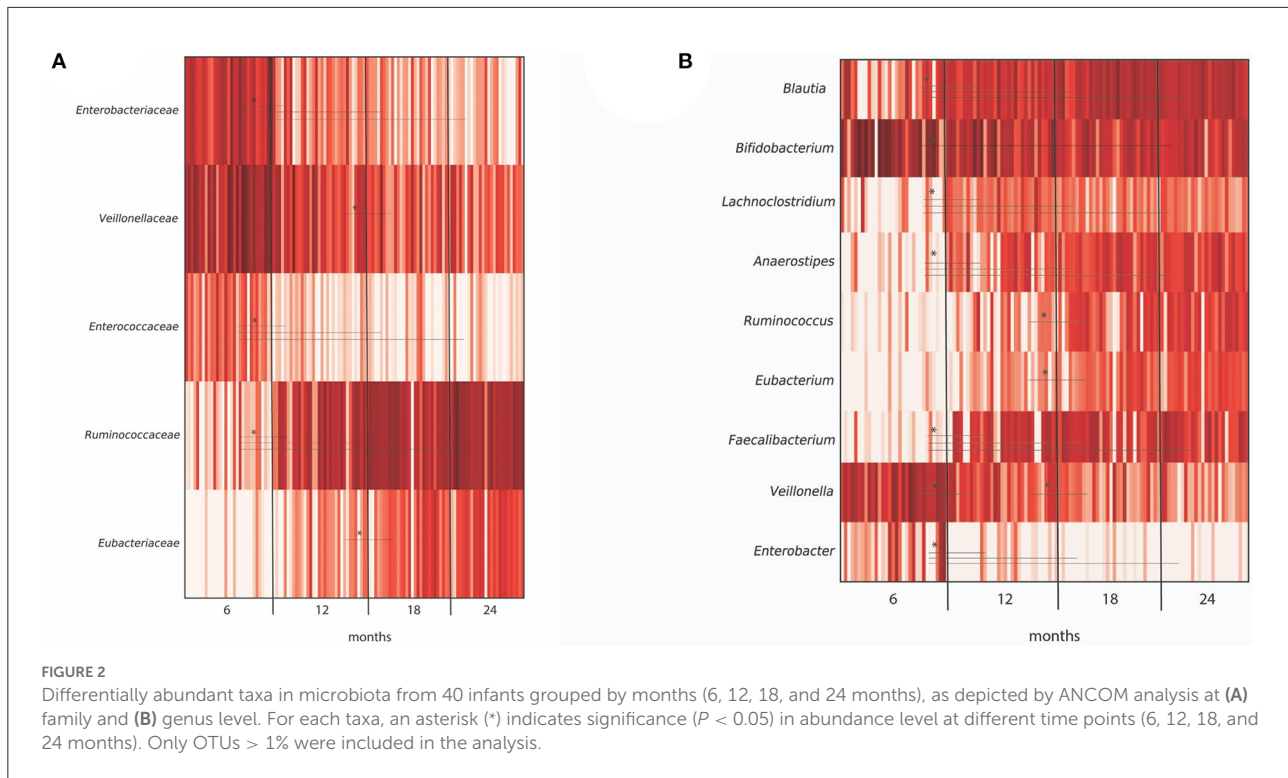 A
Enterobacteriaceae
*
Veillonellaceae
*
Enterococcaceae
*
Ruminococcaceae
*
Eubacteriaceae
*
6 12 18 24
months
B
Blautia
*
Bifidobacterium
*
Lachnoclostridium
*
Anaerostipes
*
Ruminococcus
*
Eubacterium
*
Faecalibacterium
*
Veillonella
* *
Enterobacter
*
6 12 18 24
months
FIGURE 2
Differentially abundant taxa in microbiota from 40 infants grouped by months (6, 12, 18, and 24 months), as depicted by ANCOM analysis at (A)
family and (B) genus level. For each taxa, an asterisk (*) indicates significance (P < 0.05) in abundance level at different time points (6, 12, 18, and
24 months). Only OTUs > 1% were included in the analysis.